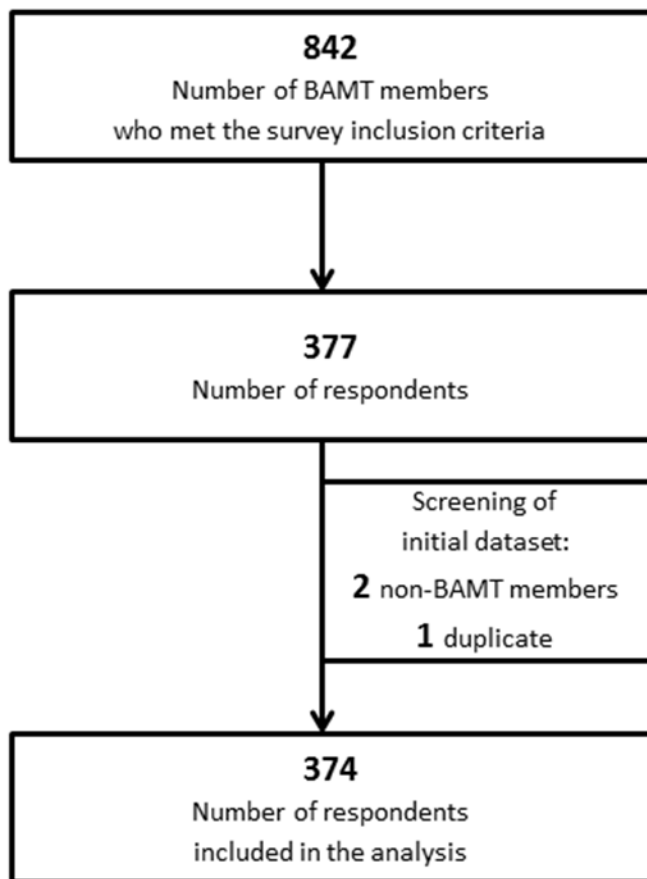 842
Number of BAMT members
who met the survey inclusion criteria
377
Number of respondents
Screening of
initial dataset:
2 non-BAMT members
1 duplicate
374
Number of respondents
included in the analysis